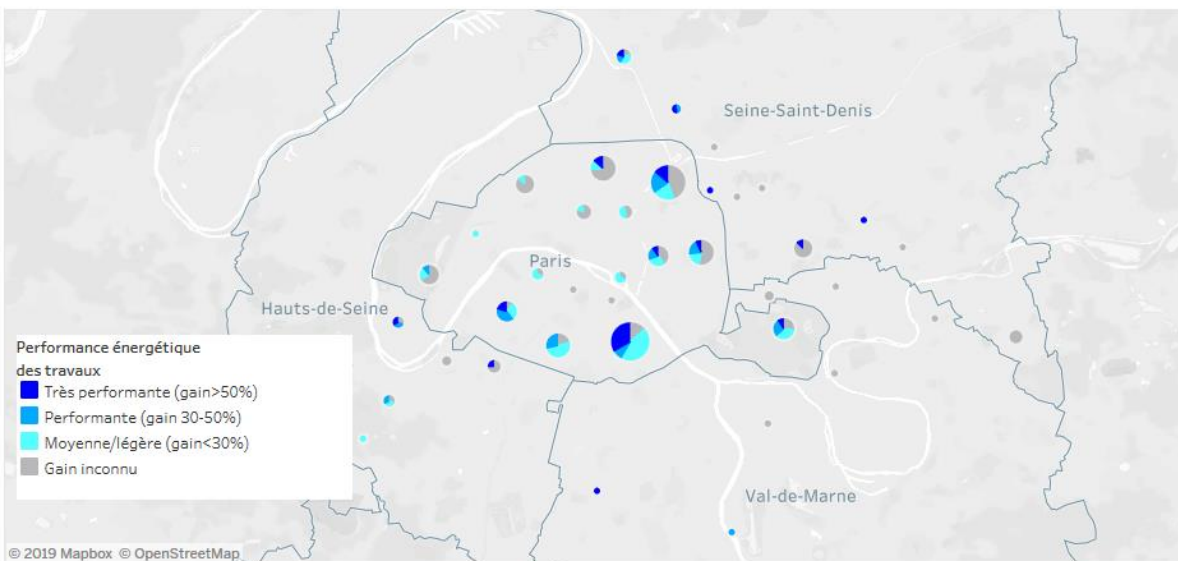 Seine-Saint-Denis
Paris
Hauts-de-Seine
Performance énergétique
des travaux
Très performante (gain>50%)
Performante (gain 30-50%)
Moyenne/légère (gain<30%)
Gain inconnu
Val-de-Marne
© 2019 Mapbox © OpenStreetMap